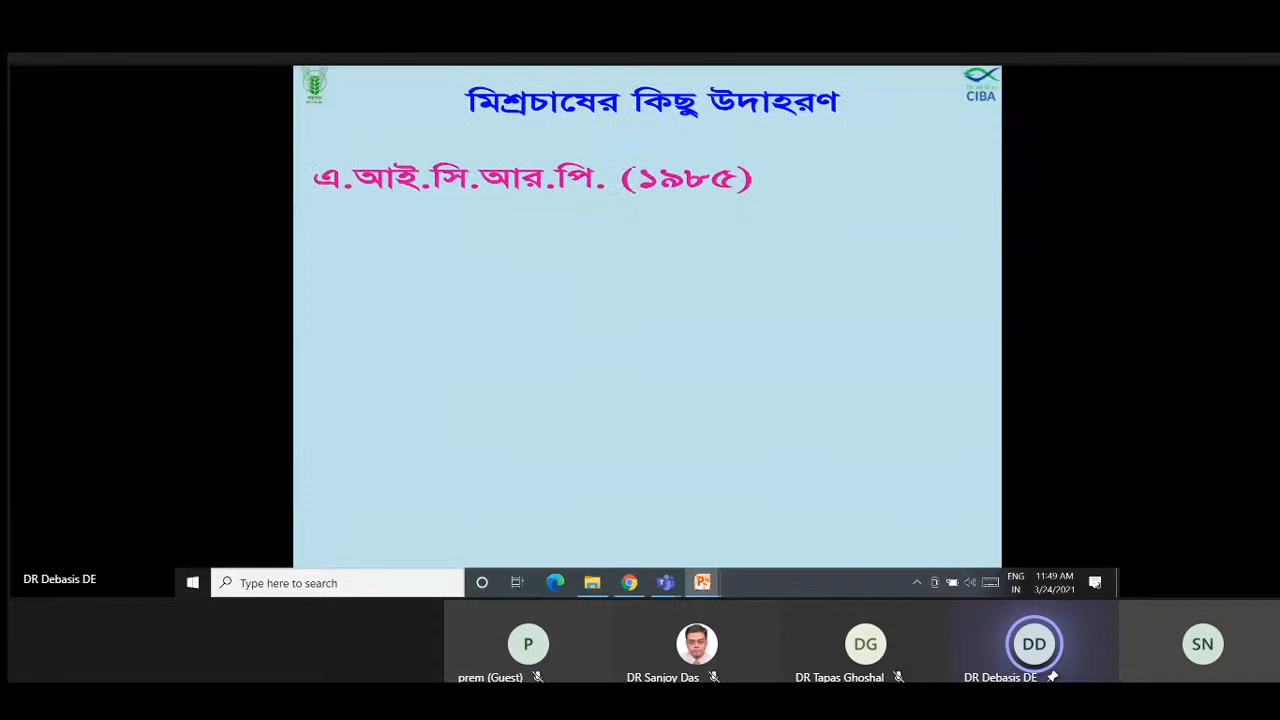 মিশ্রচাষের কিছু উদাহরণ
CIBA
এ.আই.সি.আর.পি. (১৯৮৫)
DR Debasis DE
Type here to search
ENG
IN
11:49 AM
3/24/2021
P
DG
DD
SN
prem (Guest)
DR Sanjoy Das
DR Tapas Ghoshal
DR Debasis DE